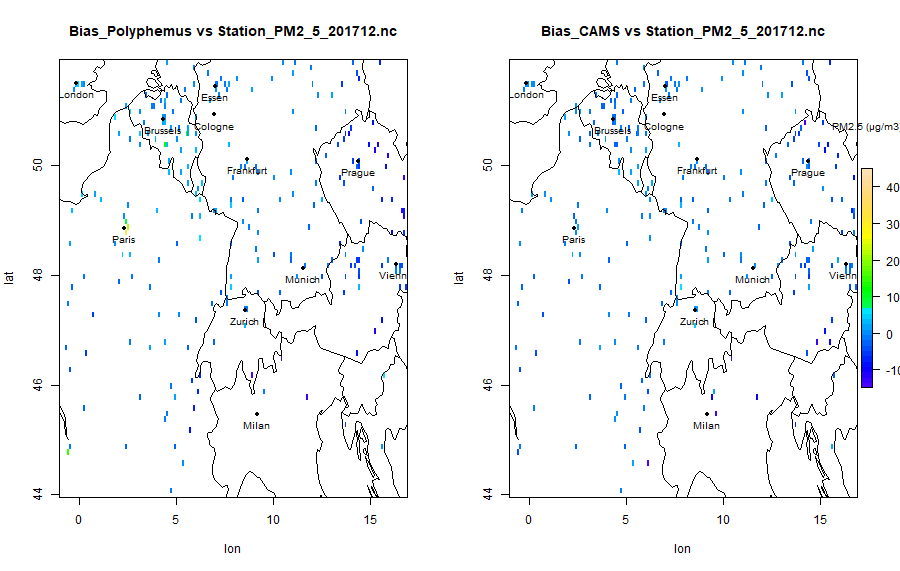 Bias_Polyphemus vs Station_PM2_5_201712.nc
lat
50
48
46
44
London
Essen
Cologne
Brussels
Frankfurt
Prague
Paris
Munich
Vienn
Zurich
Milan
0
5
10
15
lon
Bias_CAMS vs Station_PM2_5_201712.nc
lat
50
48
46
44
London
Essen
Cologne
Brussels
Frankfurt
Prague
Paris
Munich
Vienn
Zurich
Milan
0
5
10
15
lon
PM2.5 (µg/m3
40
30
20
10
0
-10